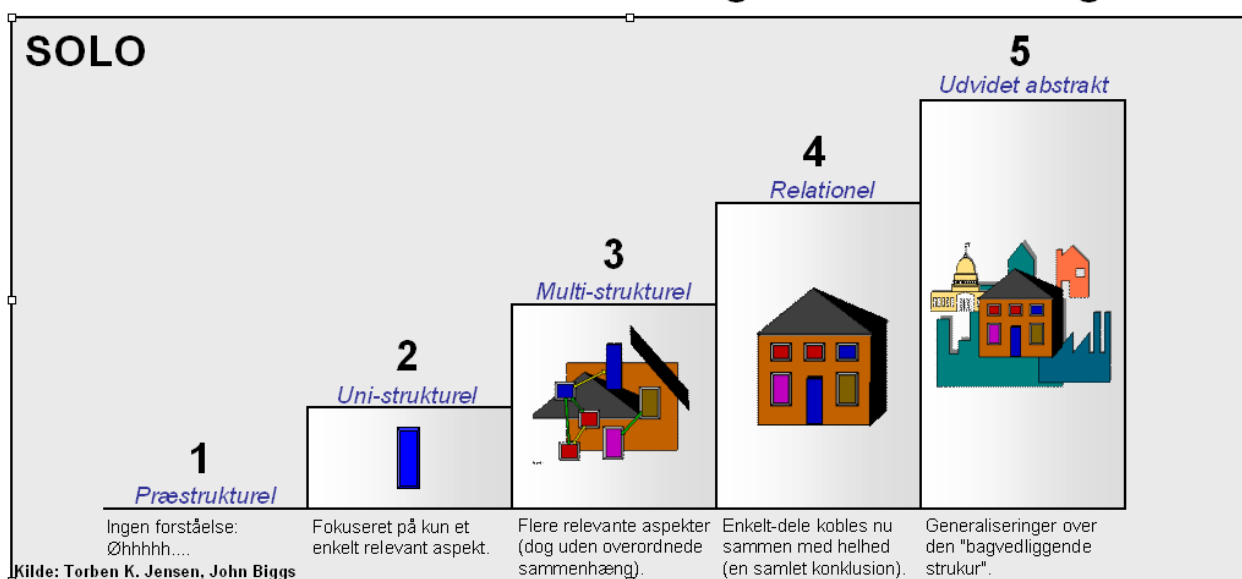 SOLO
1
Præstrukturel
Ingen forståelse:
Øhhhhh....
2
Uni-strukturel
Fokuseret på kun et
enkelt relevant aspekt.
3
Multi-strukturel
Flere relevante aspekter
(dog uden overordnede
sammenhæng).
4
Relationel
Enkelt-dele kobles nu
sammen med helhed
(en samlet konklusion).
5
Udvidet abstrakt
Generaliseringer over
den "bagvedliggende
strukur".
Kilde: Torben K. Jensen, John Biggs